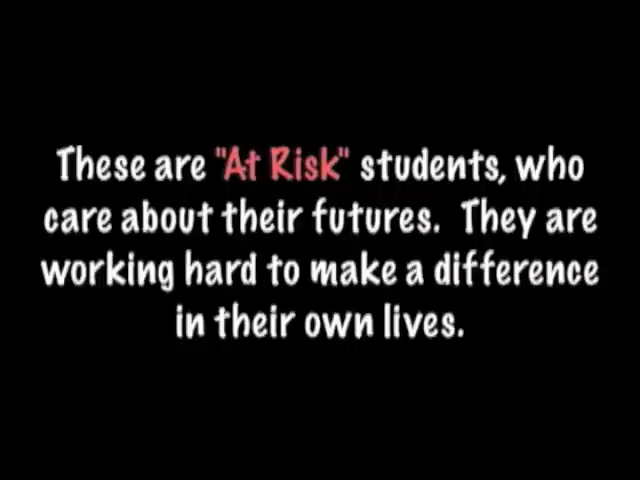 These are "At Risk" students, who
care about their futures.  They are
working hard to make a difference
in their own lives.